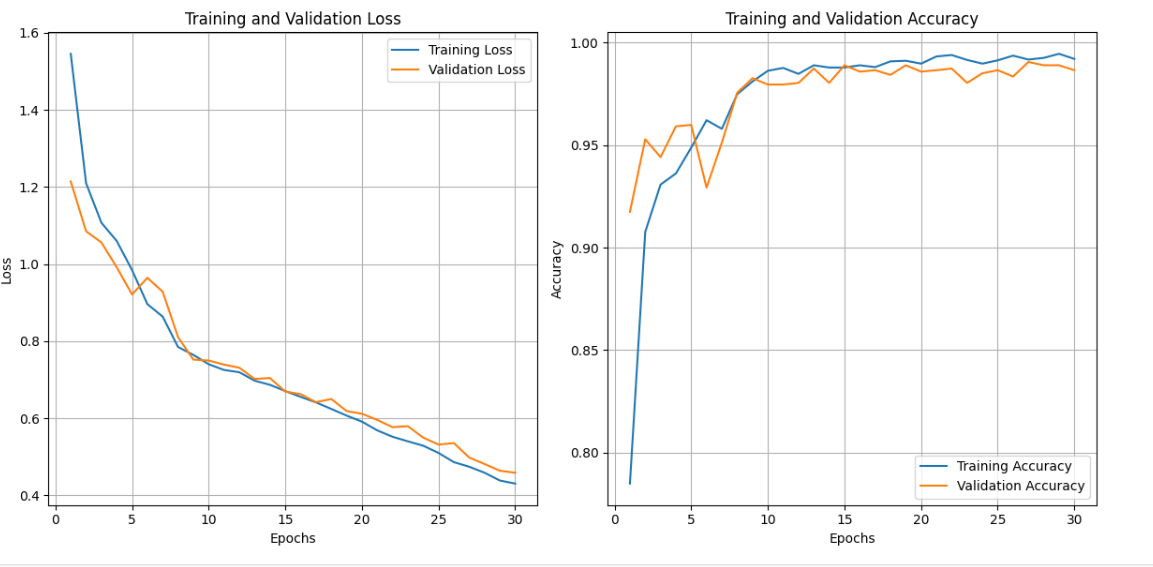 Training and Validation Loss
1.6
1.4
1.2
1.0
0.8
0.6
0.4
Loss
0 5 10 15 20 25 30
Epochs
Training Loss
Validation Loss
Training and Validation Accuracy
1.00
0.95
0.90
0.85
0.80
Accuracy
0 5 10 15 20 25 30
Epochs
Training Accuracy
Validation Accuracy